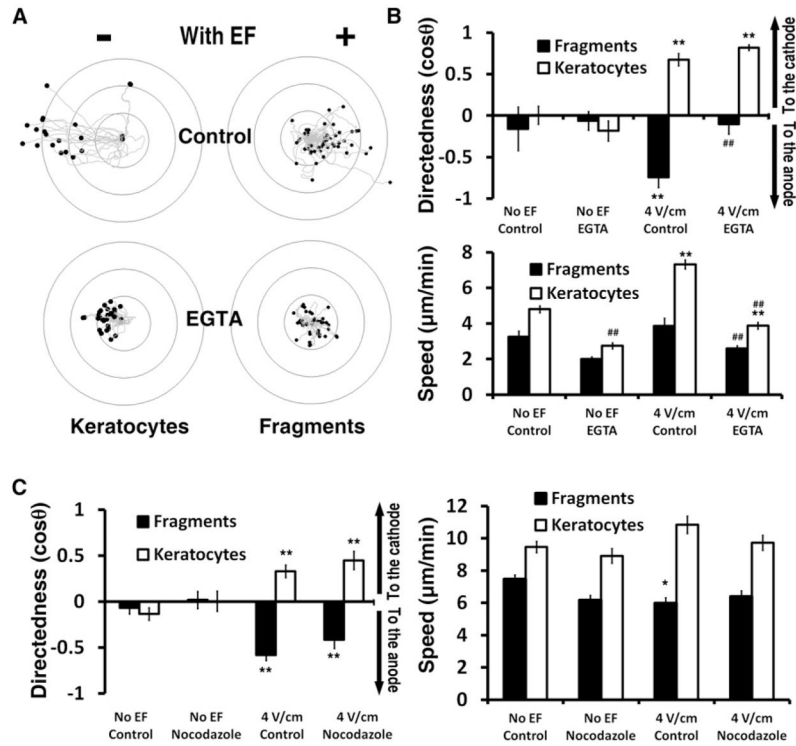 A
With EF
−
+
Control
EGTA
Keratocytes
Fragments
B
Directedness (cosθ)
1
0.5
0
-0.5
-1
Fragments
Keratocytes
**
**
**
##
No EF
Control
No EF
EGTA
4 V/cm
Control
4 V/cm
EGTA
To the cathode
To the anode
Speed (μm/min)
8
6
4
2
0
Fragments
Keratocytes
##
**
##
##
**
No EF
Control
No EF
EGTA
4 V/cm
Control
4 V/cm
EGTA
C
Directedness (cosθ)
1
0.5
0
-0.5
-1
Fragments
Keratocytes
**
**
**
**
No EF
Control
No EF
Nocodazole
4 V/cm
Control
4 V/cm
Nocodazole
To the cathode
To the anode
Speed (μm/min)
12
10
8
6
4
2
0
Fragments
Keratocytes
*
No EF
Control
No EF
Nocodazole
4 V/cm
Control
4 V/cm
Nocodazole